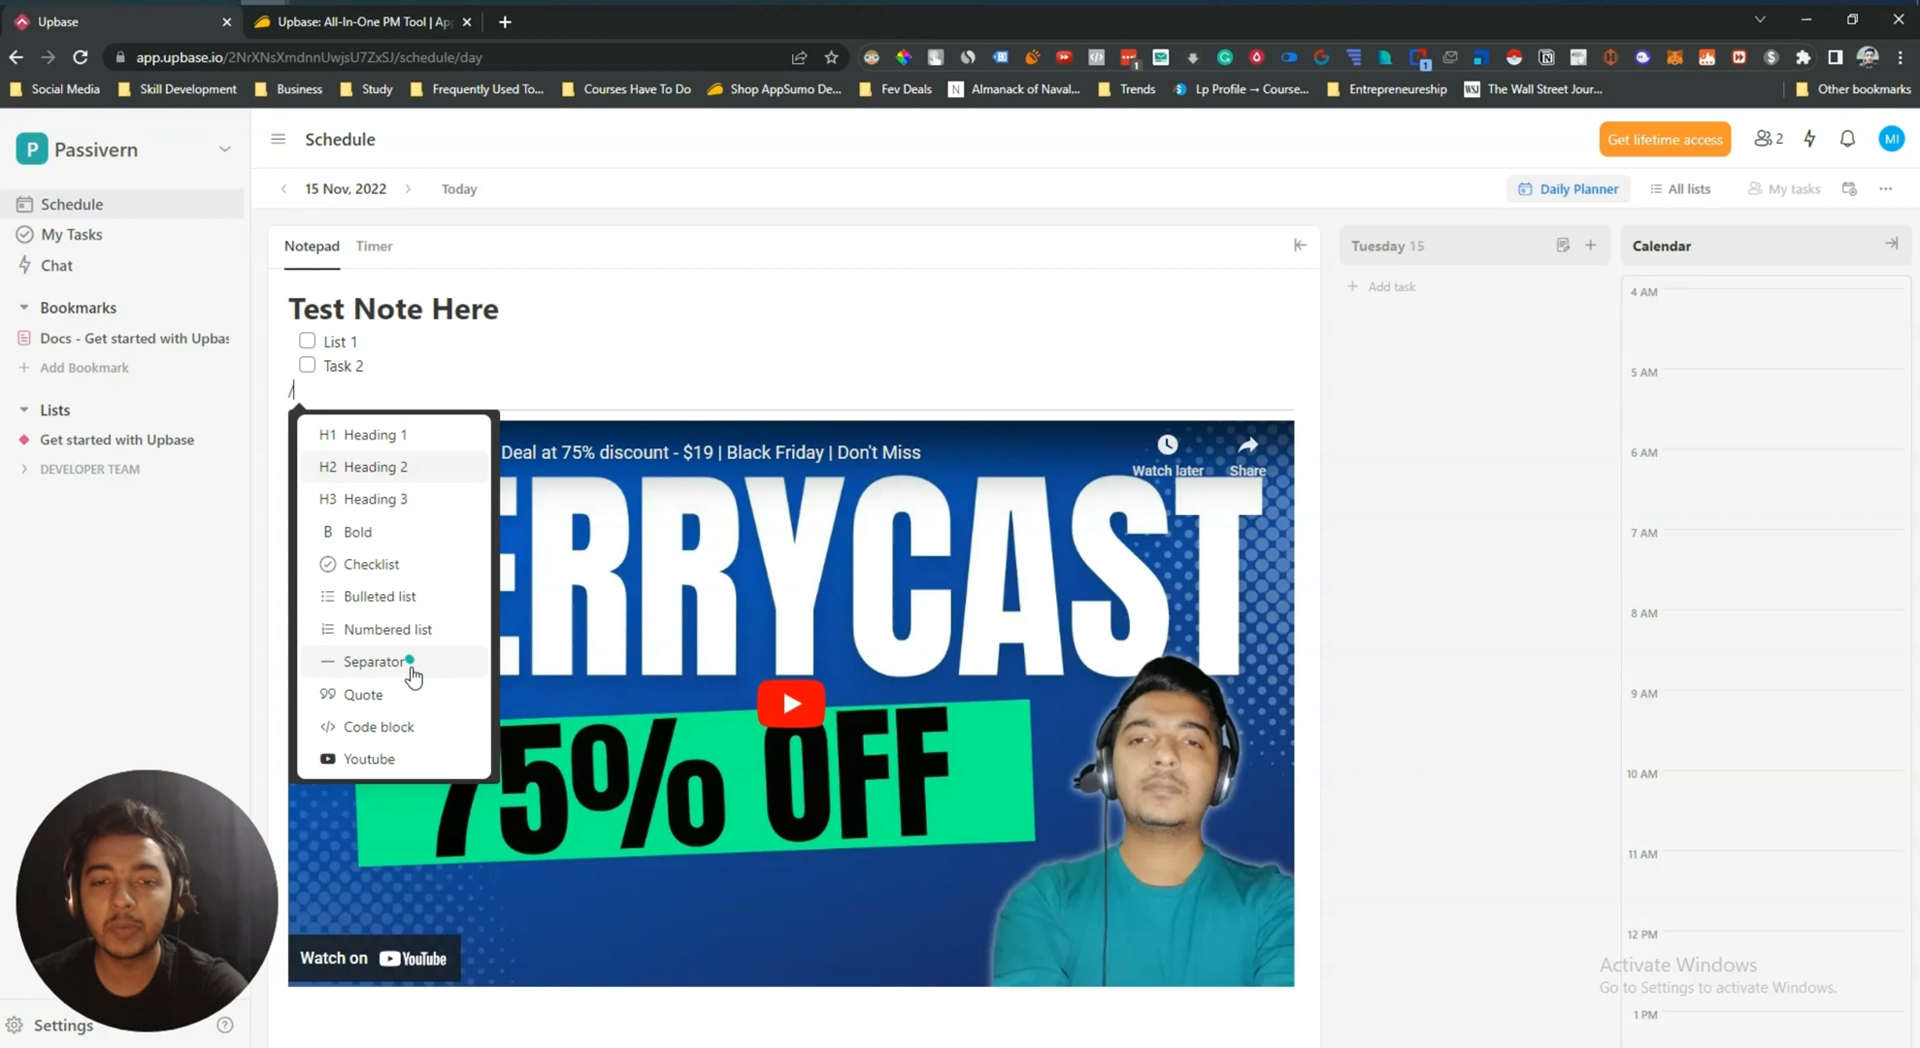 Upbase
Upbase: All-In-One PM Tool | Ap
app.upbase.io/2NrXNsXmdnnUwjsU7ZxSJ/schedule/day
Social Media
Skill Development
Business
Study
Frequently Used To...
Courses Have To Do
Shop AppSumo De...
Fev Deals
Almanack of Naval...
Trends
Lp Profile → Course...
Entrepreneureship
The Wall Street Jour...
Other bookmarks
P Passivern
Schedule
Get lifetime access
2
MI
15 Nov, 2022
Today
Daily Planner
All lists
My tasks
Schedule
My Tasks
Chat
Bookmarks
Docs - Get started with Upbas
Add Bookmark
Lists
Get started with Upbase
DEVELOPER TEAM
Settings
Notepad
Timer
Test Note Here
List 1
Task 2
/
H1 Heading 1
H2 Heading 2
H3 Heading 3
B Bold
Checklist
Bulleted list
Numbered list
Separator
Quote
Code block
Youtube
Deal at 75% discount - $19 | Black Friday | Don't Miss
Watch later
Share
ERRYCAST
75% OFF
Watch on YouTube
Tuesday 15
Add task
Calendar
4 AM
5 AM
6 AM
7 AM
8 AM
9 AM
10 AM
11 AM
12 PM
1 PM
Activate Windows
Go to Settings to activate Windows.